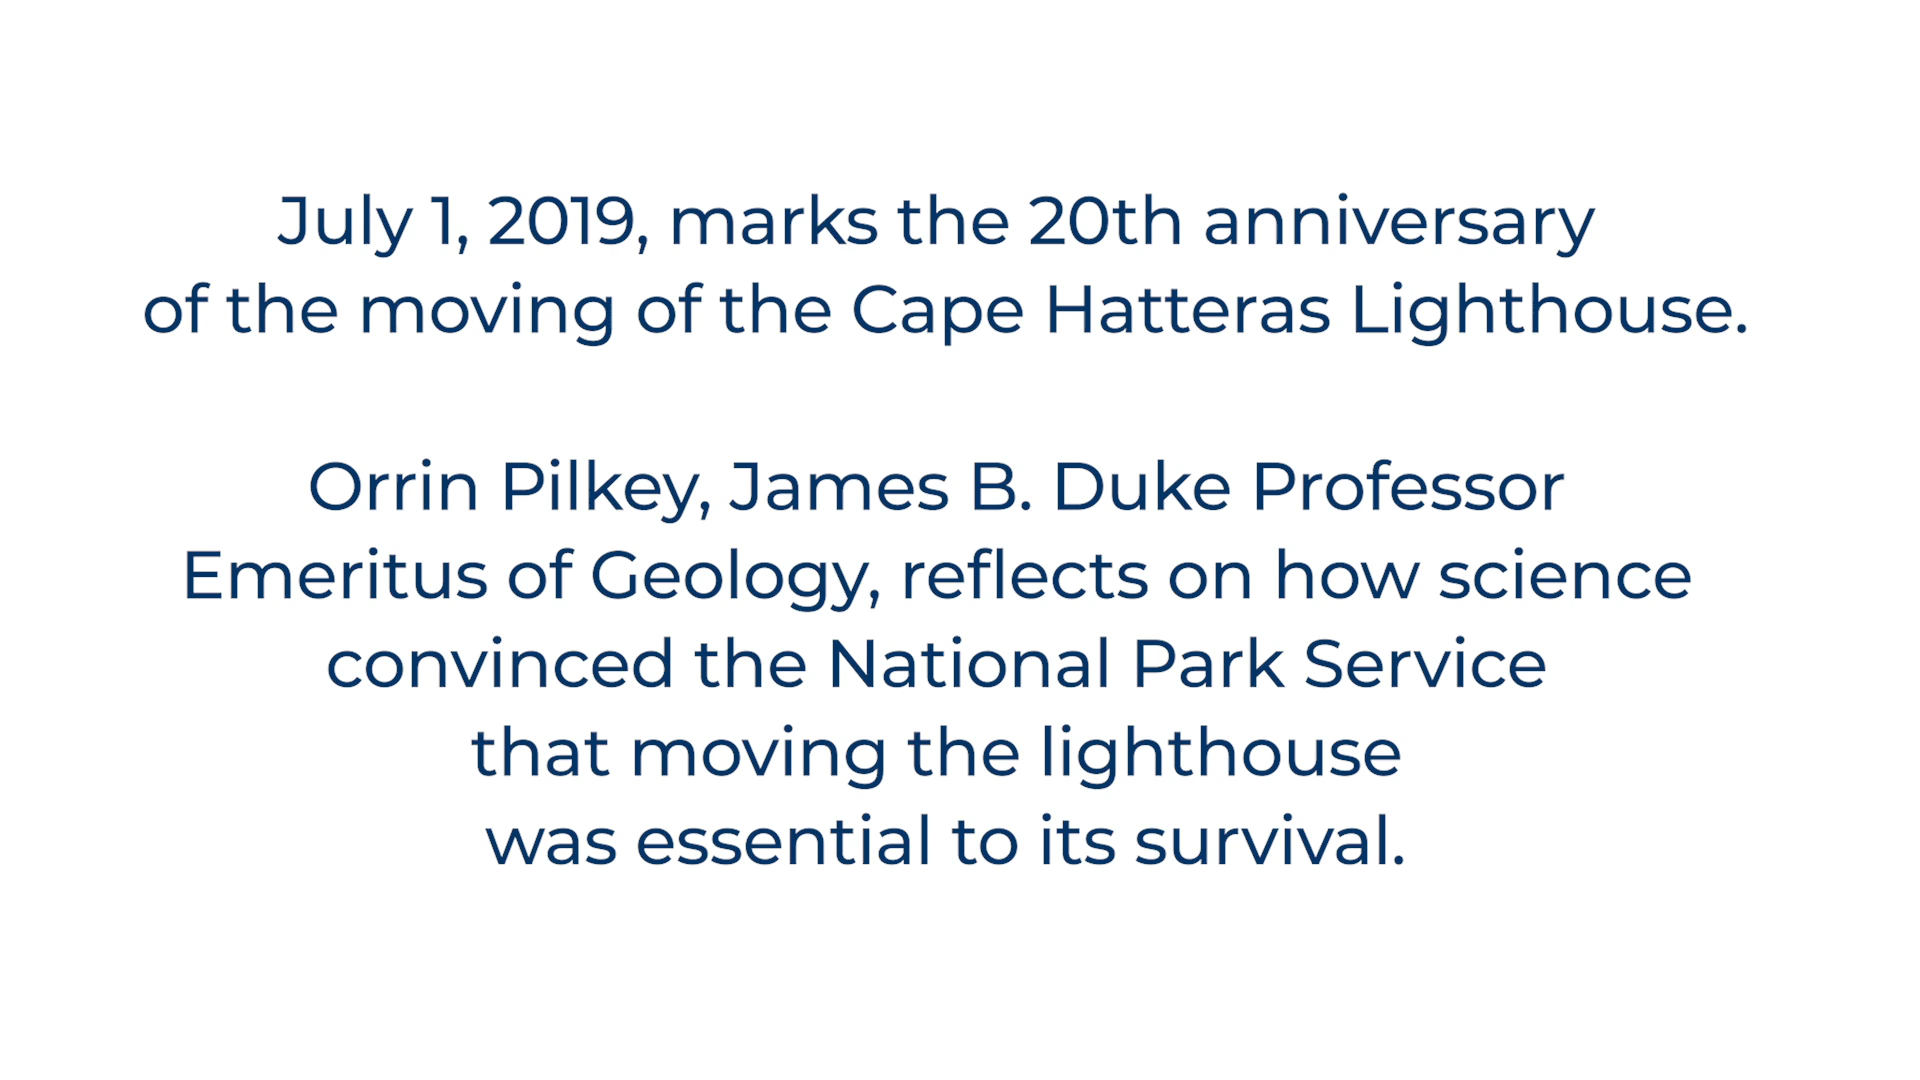 July 1, 2019, marks the 20th anniversary
of the moving of the Cape Hatteras Lighthouse.
Orrin Pilkey, James B. Duke Professor
Emeritus of Geology, reflects on how science
convinced the National Park Service
that moving the lighthouse
was essential to its survival.